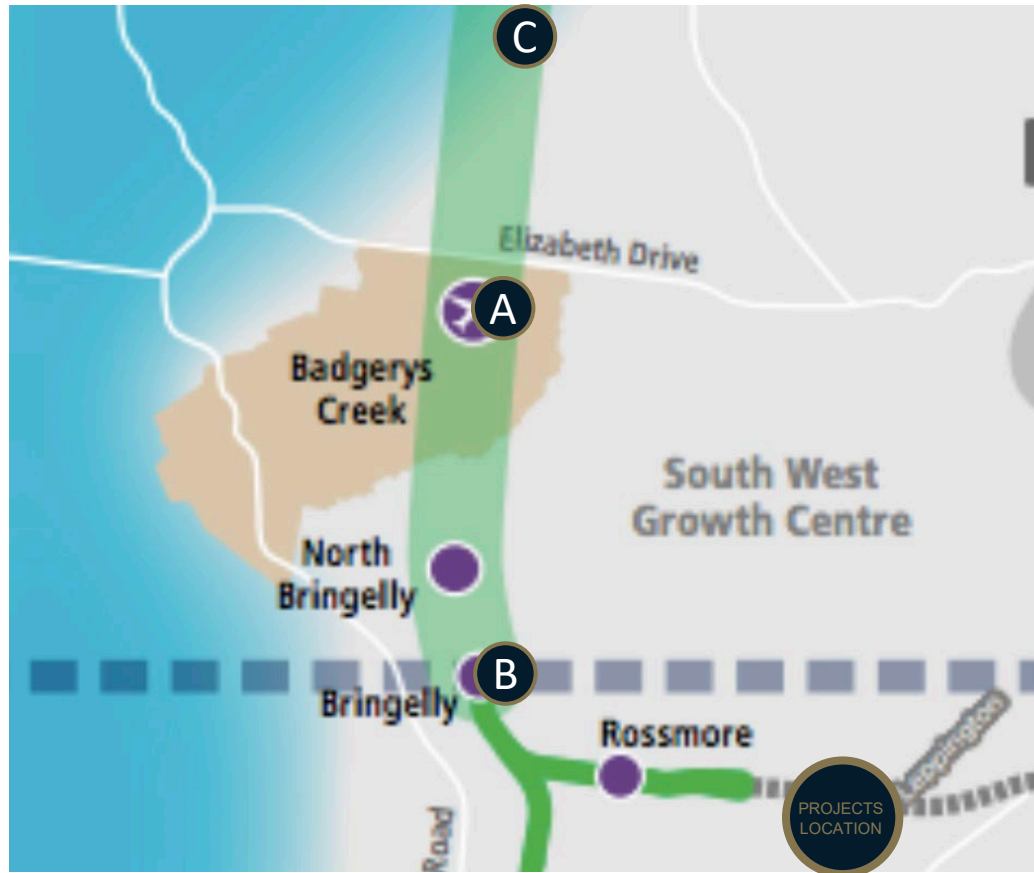 C
Elizabeth Drive
A
Badgerys
Creek
South West
Growth Centre
North
Bringelly
B
Bringelly
Rossmore
PROJECTS
LOCATION
Road